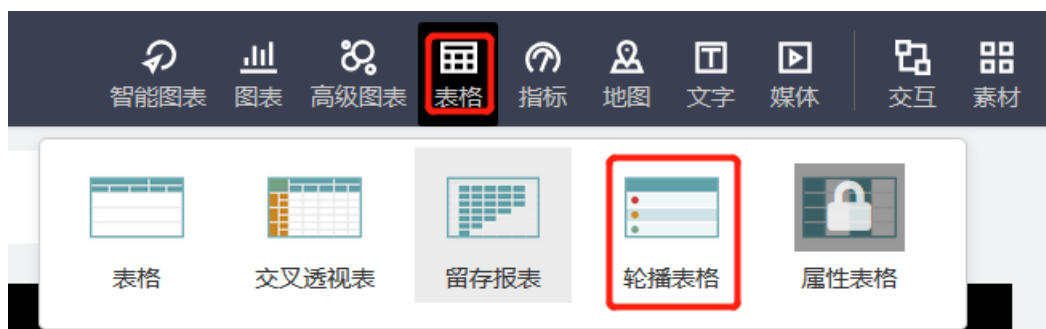 智能图表 图表 高级图表 表格 指标 地图 文字 媒体 交互 素材
表格 交叉透视表 留存报表 轮播表格 属性表格